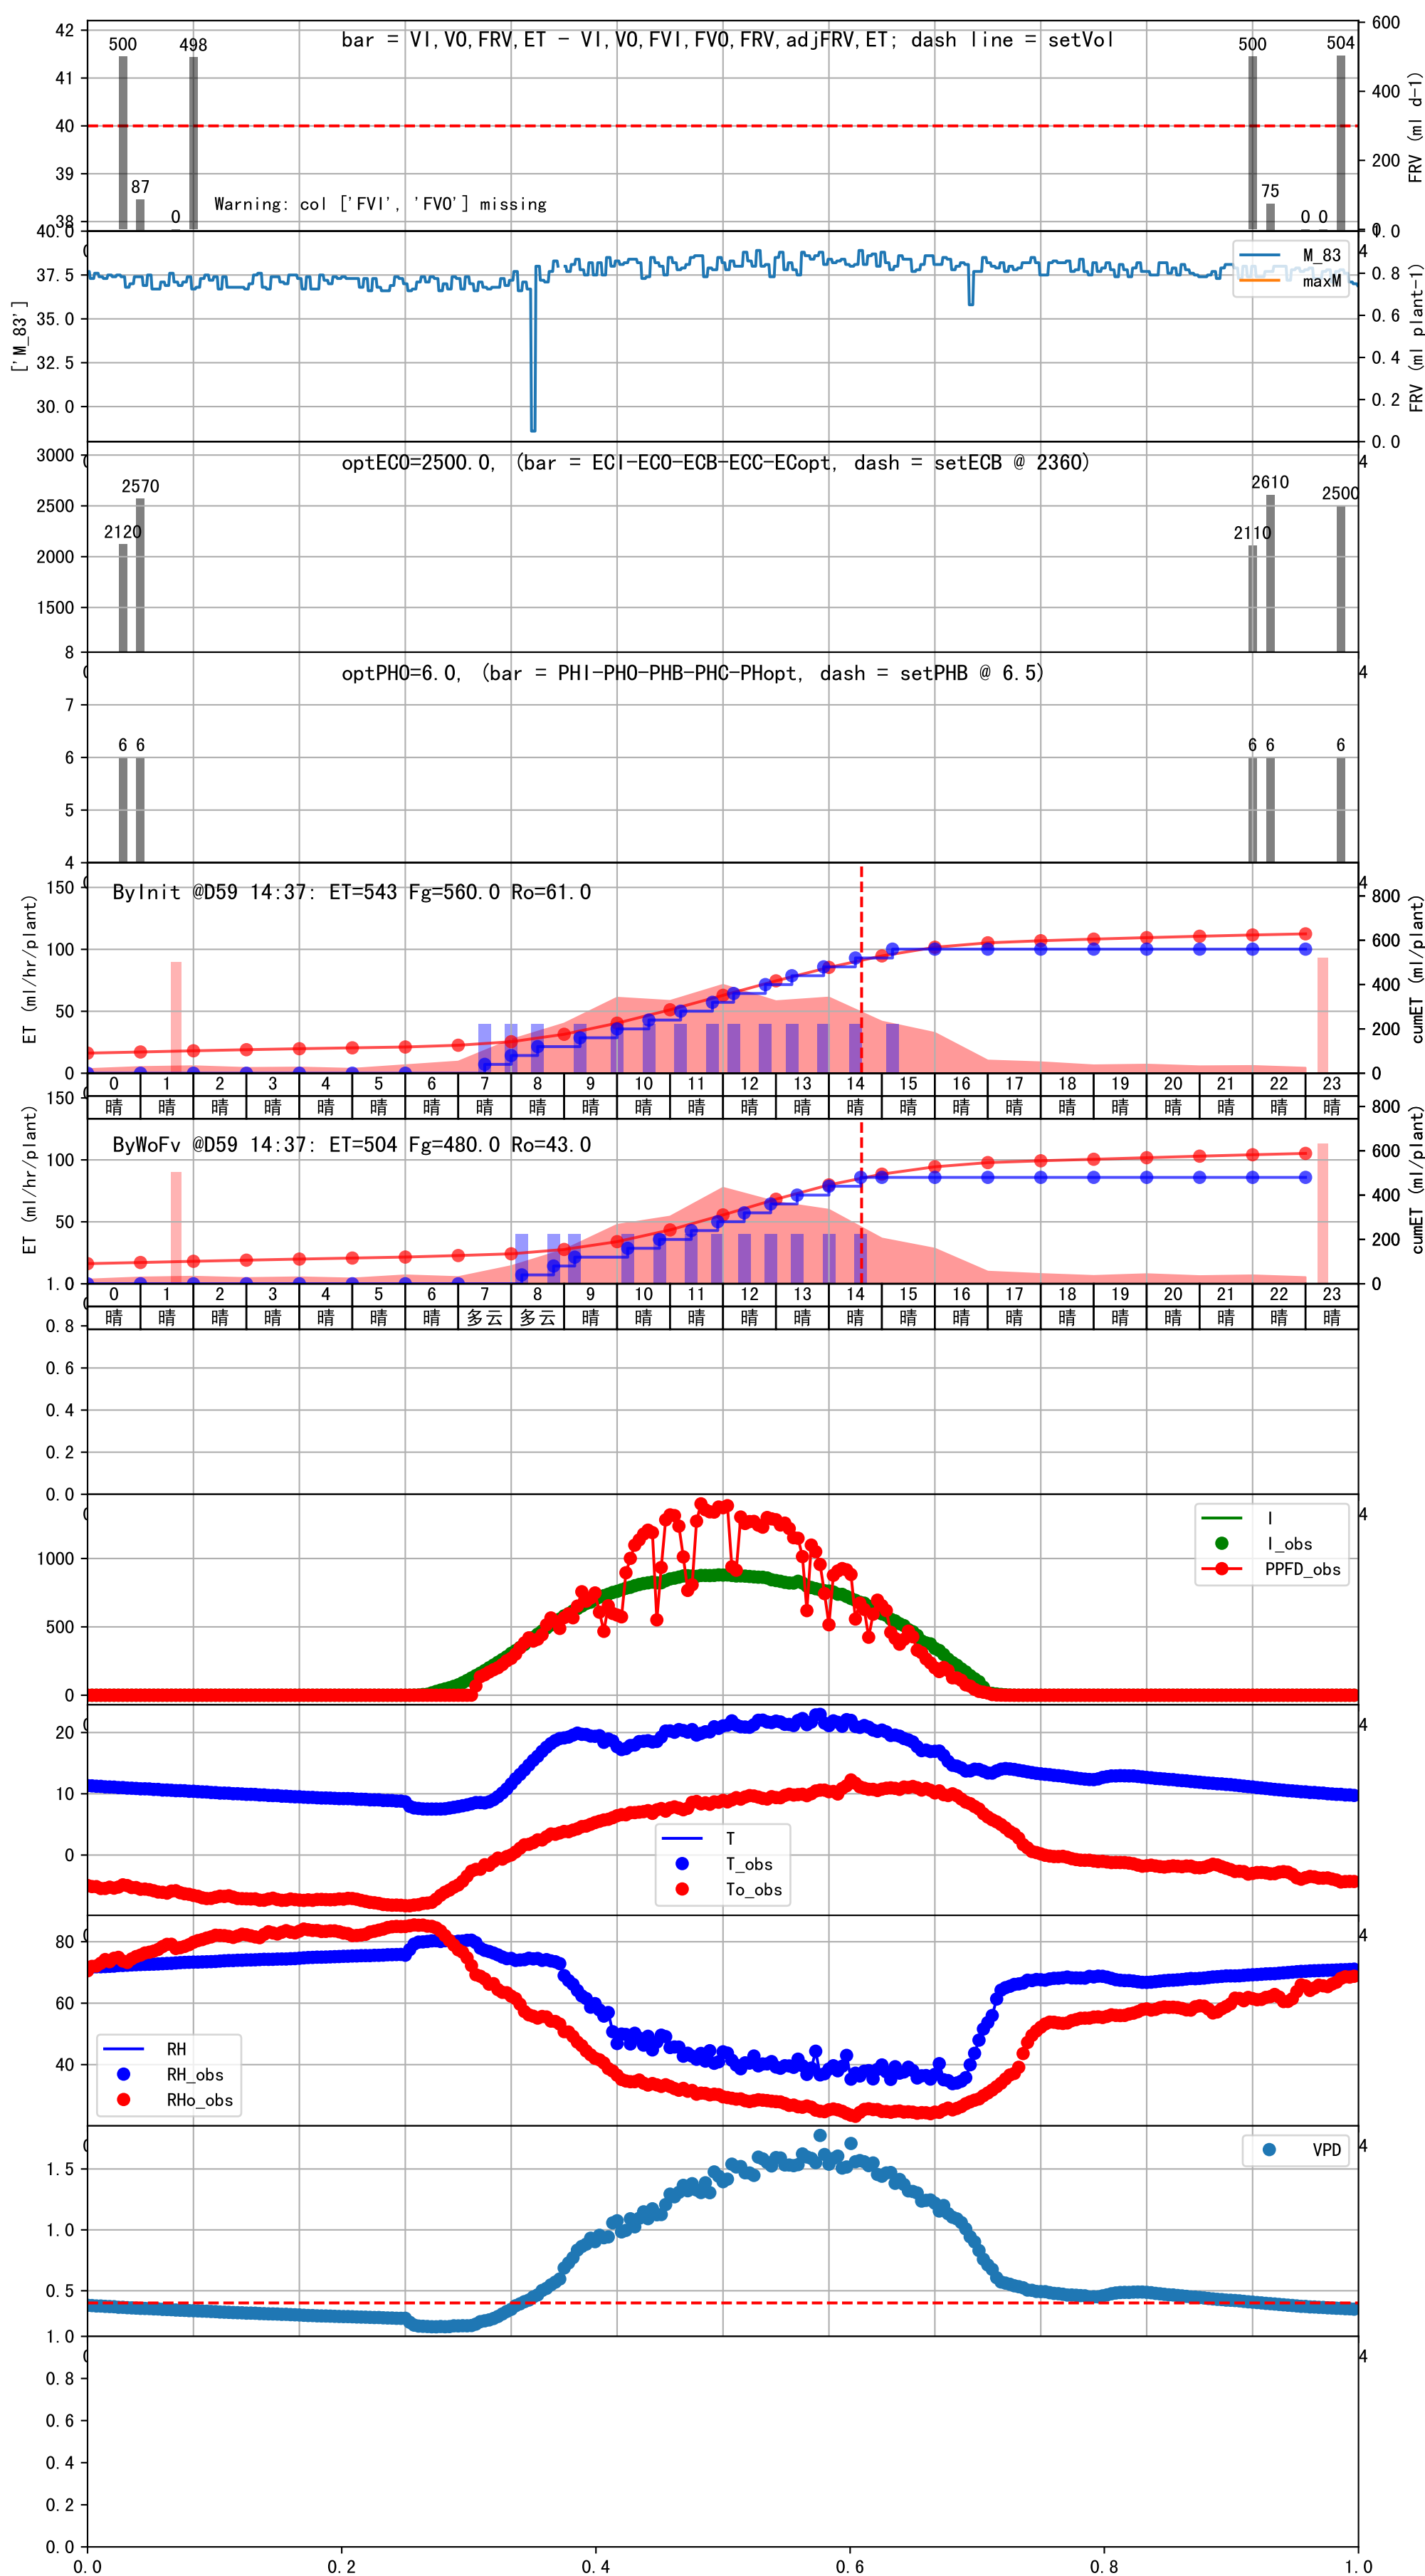 bar = VI,VO,FRV,ET - VI,VO,FVI,FVO,FRV,adjFRV,ET; dash line = setVol
500 498 500 504
87 0 75 0 0
Warning: col ['FVI', 'FVO'] missing
42 41 40 39 38
600 400 200 0
FRV (ml d-1)
40.0 37.5 35.0 32.5 30.0
['M_83']
M_83
maxM
1.0 0.8 0.6 0.4 0.2 0.0
FRV (ml plant-1)
optECO=2500.0, (bar = ECI-ECO-ECB-ECC-ECopt, dash = setECB @ 2360)
3000 2500 2000 1500
2120 2570 2110 2610 2500
optPHO=6.0, (bar = PHI-PHO-PHB-PHC-PHopt, dash = setPHB @ 6.5)
8 7 6 5 4
6 6 6 6 6
ByInit @D59 14:37: ET=543 Fg=560.0 Ro=61.0
150 100 50 0
ET (ml/hr/plant)
800 600 400 200 0
cumET (ml/plant)
0 1 2 3 4 5 6 7 8 9 10 11 12 13 14 15 16 17 18 19 20 21 22 23
晴 晴 晴 晴 晴 晴 晴 晴 晴 晴 晴 晴 晴 晴 晴 晴 晴 晴 晴 晴 晴 晴 晴 晴
ByWoFv @D59 14:37: ET=504 Fg=480.0 Ro=43.0
150 100 50
ET (ml/hr/plant)
800 600 400 200 0
cumET (ml/plant)
0 1 2 3 4 5 6 7 8 9 10 11 12 13 14 15 16 17 18 19 20 21 22 23
晴 晴 晴 晴 晴 晴 晴 多云 多云 晴 晴 晴 晴 晴 晴 晴 晴 晴 晴 晴 晴 晴 晴 晴
1.0 0.8 0.6 0.4 0.2 0.0
I
I_obs
PPFD_obs
1000 500 0
20 10 0
T
T_obs
To_obs
80 60 40
RH
RH_obs
RHo_obs
VPD
1.5 1.0 0.5
1.0 0.8 0.6 0.4 0.2 0.0
0.0 0.2 0.4 0.6 0.8 1.0